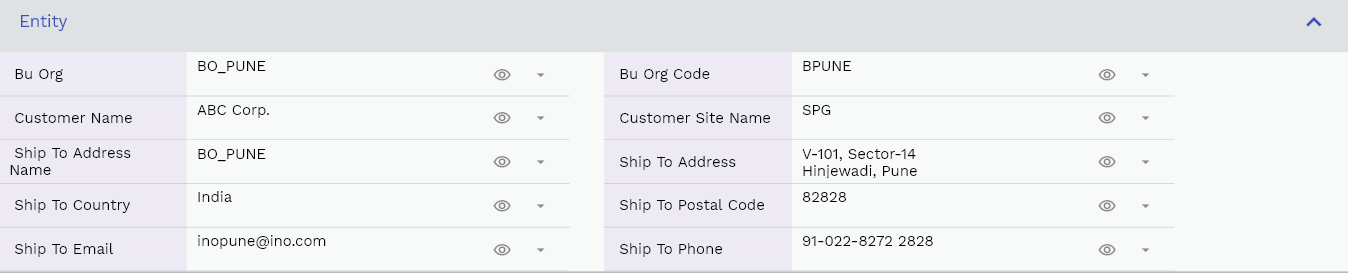 Entity
Bu Org BO_PUNE Bu Org Code BPUNE
Customer Name ABC Corp. Customer Site Name SPG
Ship To Address
Name BO_PUNE Ship To Address V-101, Sector-14
Hinjewadi, Pune
Ship To Country India Ship To Postal Code 82828
Ship To Email inopune@ino.com Ship To Phone 91-022-8272 2828